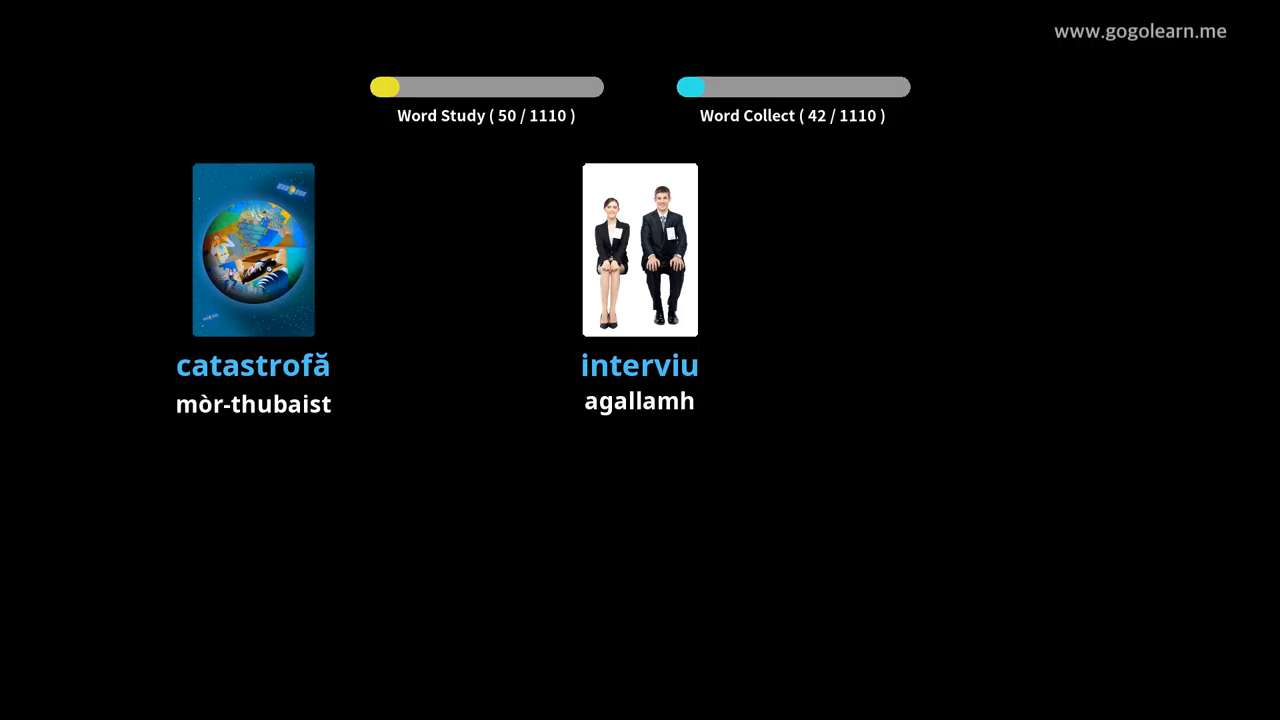 www.gogolearn.me
Word Study ( 50 / 1110 )
Word Collect ( 42 / 1110 )
catastrofă
mòr-thubaist
interviu
agallamh